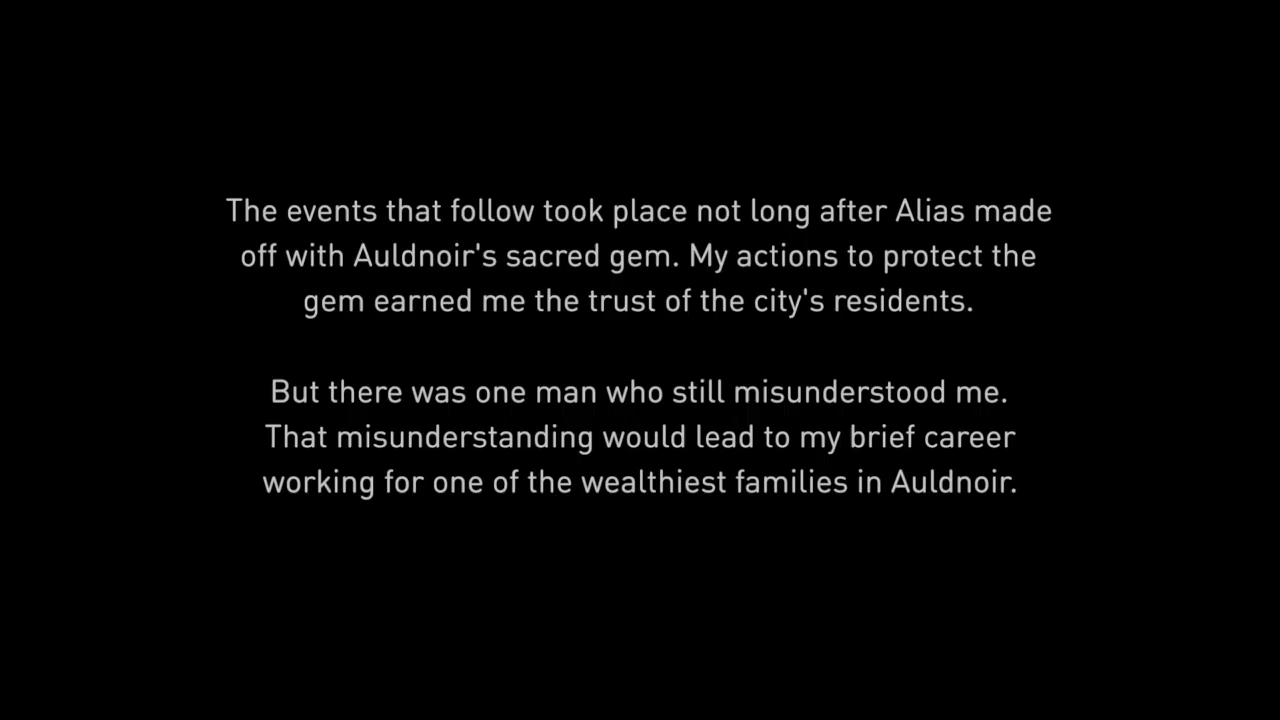 The events that follow took place not long after Alias made
off with Auldnoir's sacred gem. My actions to protect the
gem earned me the trust of the city's residents.
But there was one man who still misunderstood me.
That misunderstanding would lead to my brief career
working for one of the wealthiest families in Auldnoir.